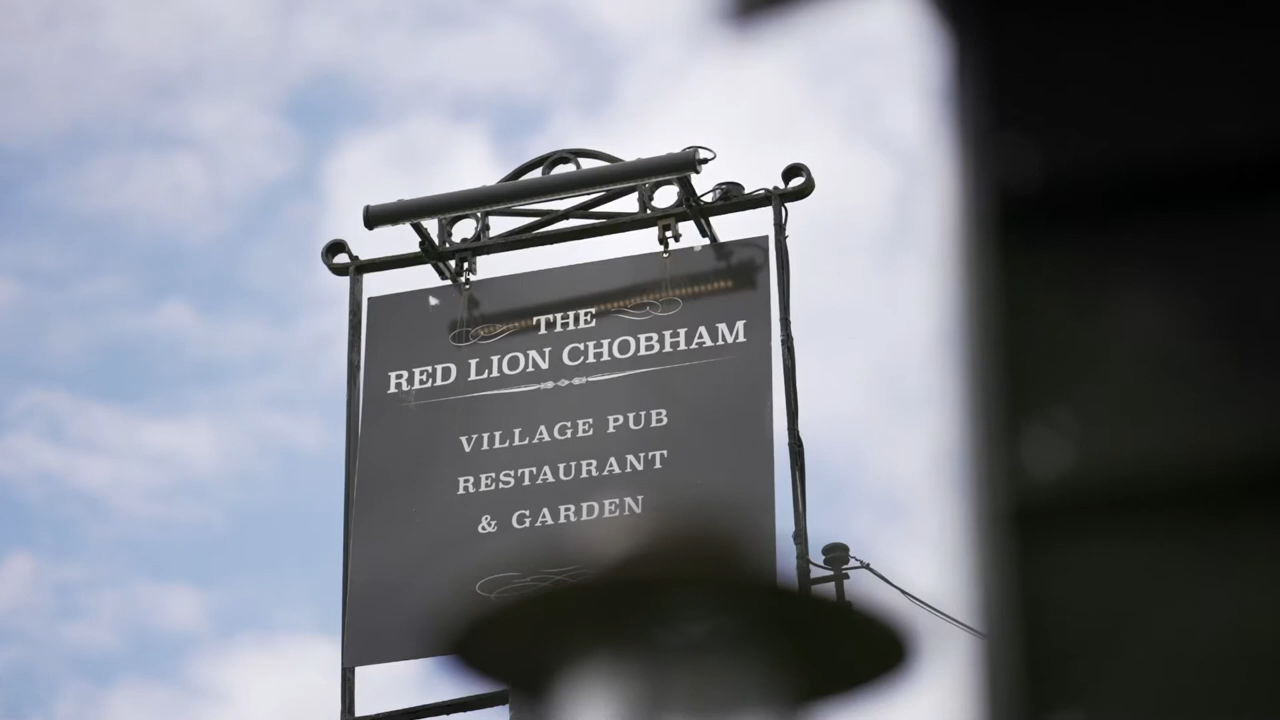 THE
RED LION CHOBHAM
VILLAGE PUB
RESTAURANT
& GARDEN